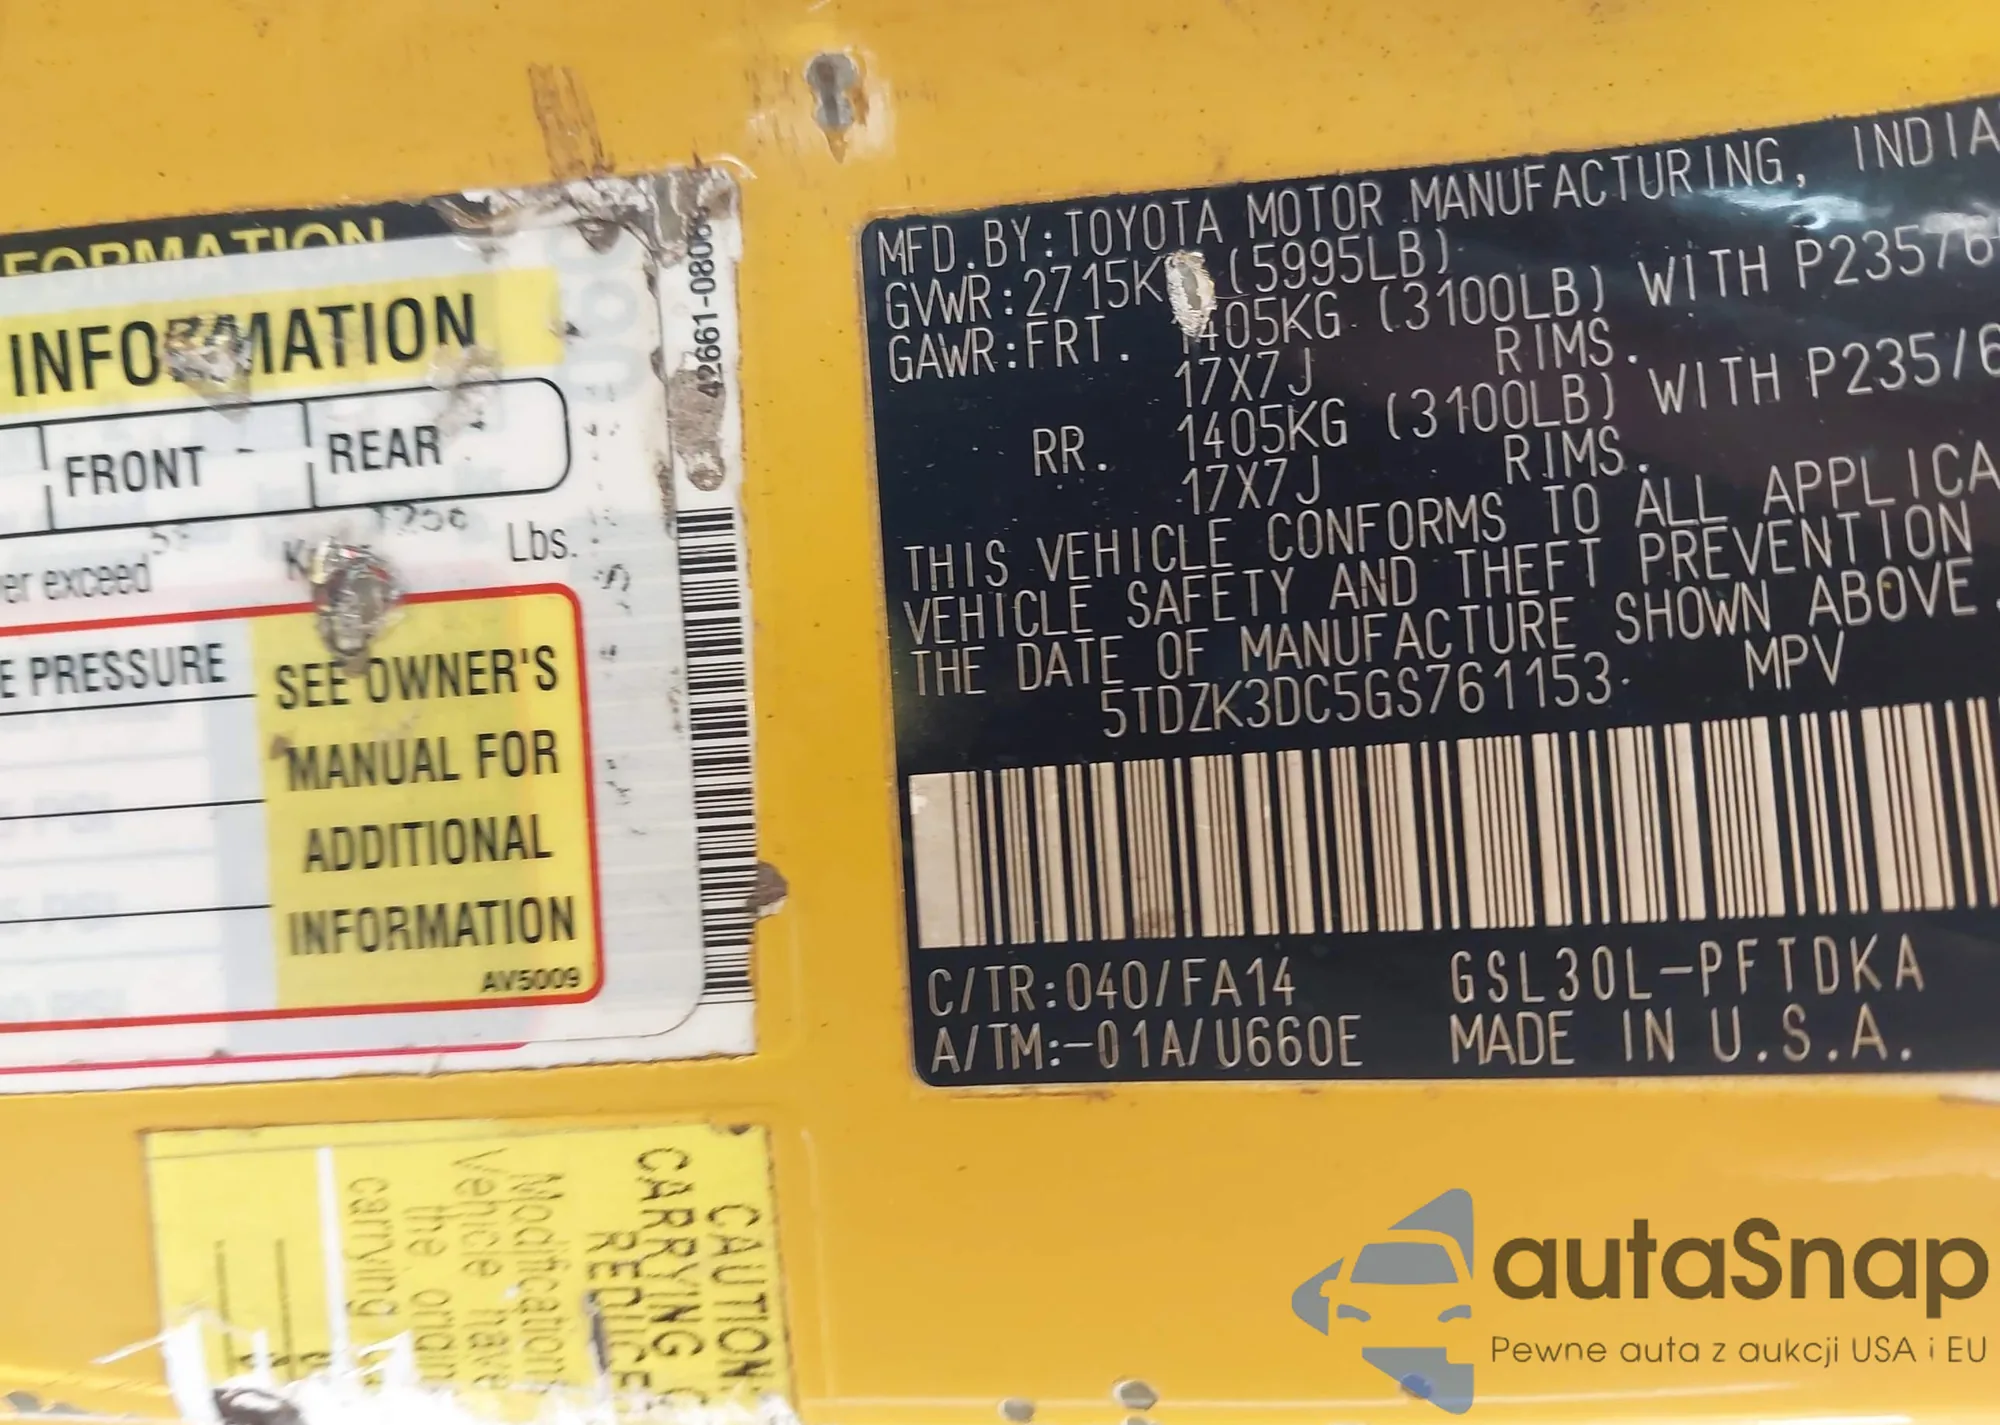 FORMATION
INFORMATION
FRONT
REAR
er exceed
Lbs.
E PRESSURE
SEE OWNER'S
MANUAL FOR
ADDITIONAL
INFORMATION
AV5009
MFD.BY:TOYOTA MOTOR MANUFACTURING, INDIA
GVWR:2715K (5995LB)
GAWR:FRT. 1405KG (3100LB) WITH P235/6
17X7J RIMS.
RR. 1405KG (3100LB) WITH P235/6
17X7J RIMS.
THIS VEHICLE CONFORMS TO ALL APPLICA
VEHICLE SAFETY AND THEFT PREVENTION
THE DATE OF MANUFACTURE SHOWN ABOVE.
5TDZK3DC5GS761153 MPV
C/TR:040/FA14 GSL30L-PFTDKA
A/TM:-01A/U660E MADE IN U.S.A.
CAUTION:
CARRYING C
REDUCE
Modification
Vehicle have
the origin
carrying
autaSnap
Pewne auta z aukcji USA i EU